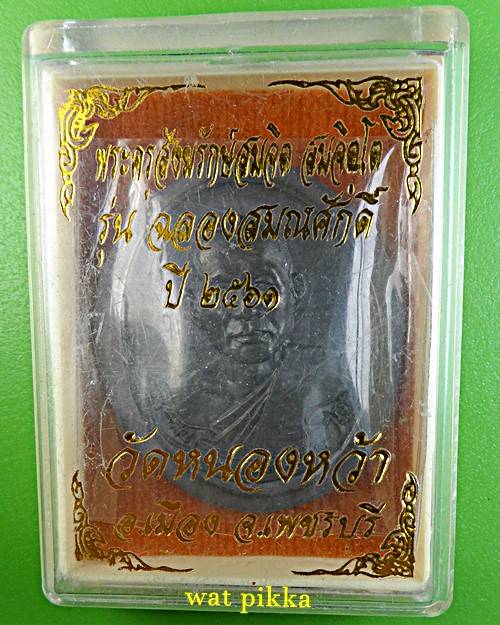 พระครูสังฆรักษ์สมจิต สมจิตโต
รุ่น ฉลองสมณศักดิ์
ปี ๒๕๖๑
วัดหนองหว้า
อ.เมือง จ.เพชรบุรี
wat pikka